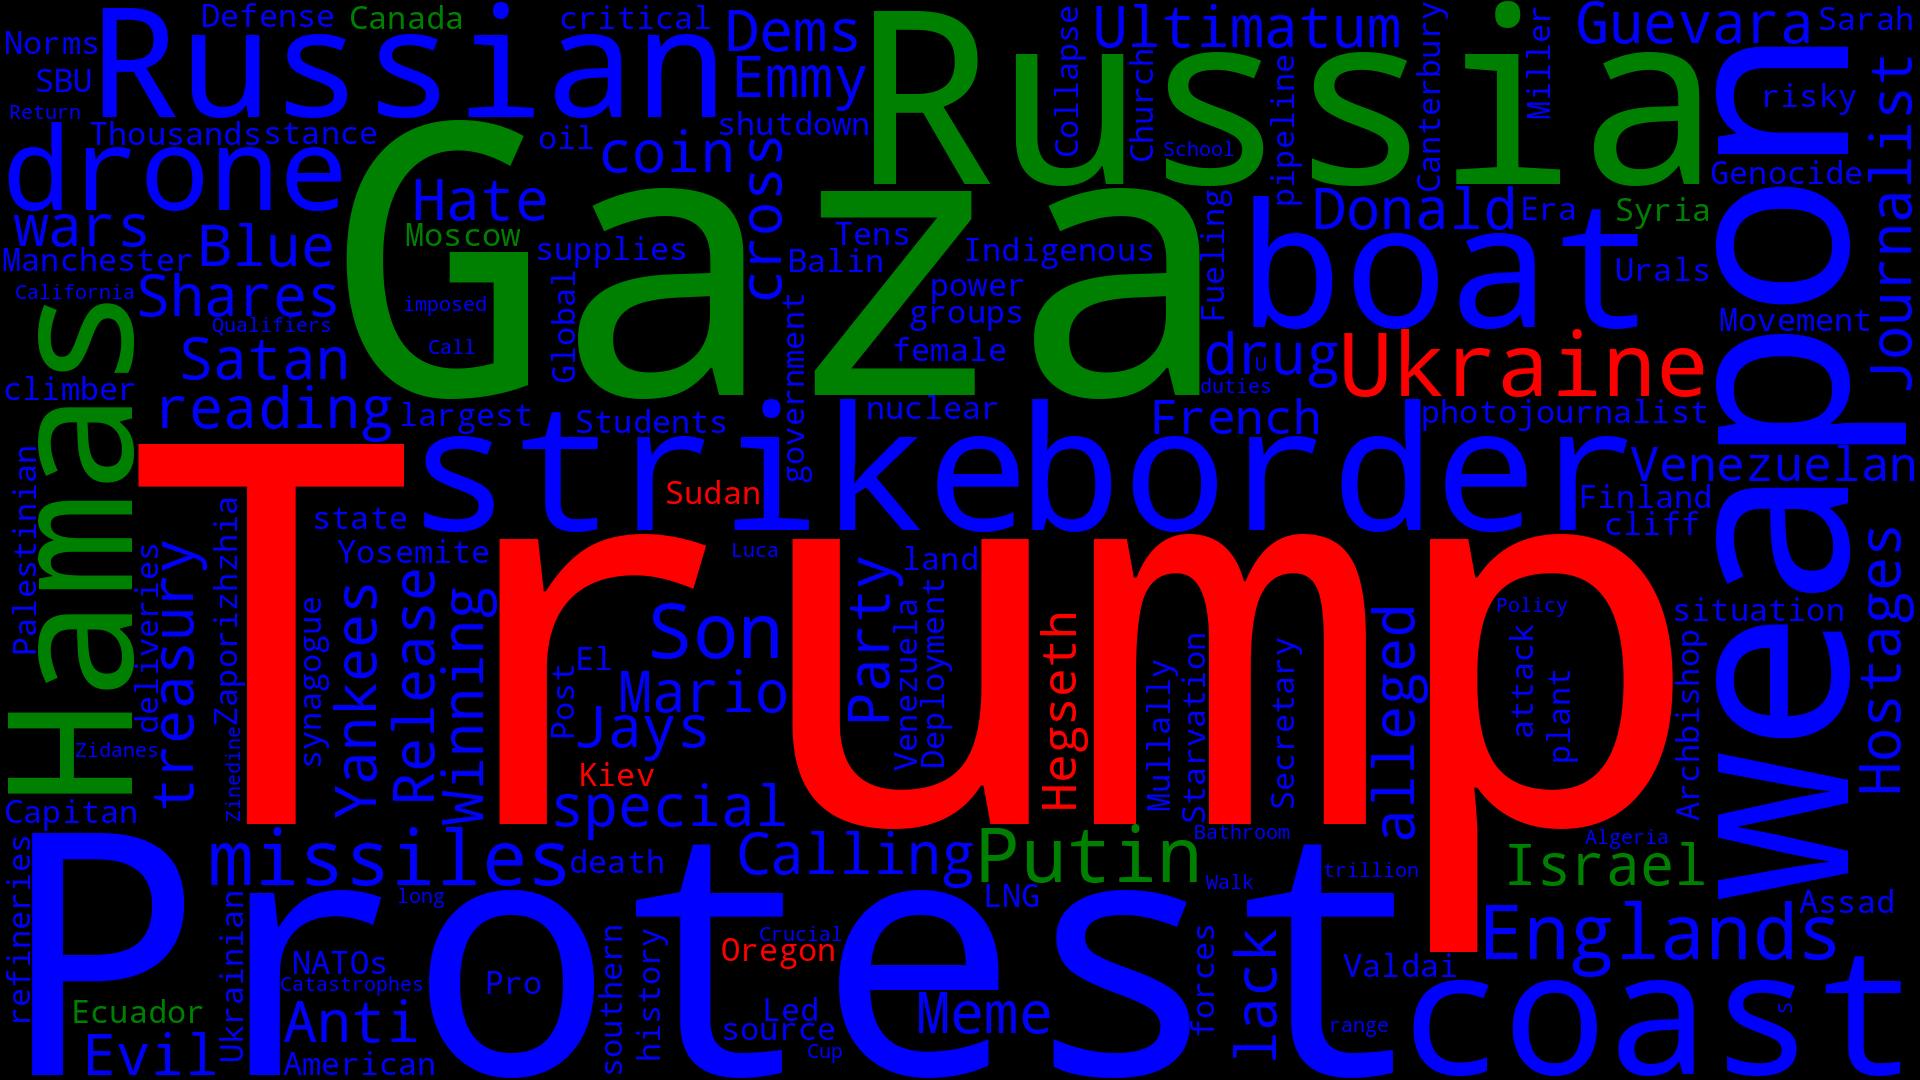 Defense
Canada
critical
Dems
Ultimatum
Guevara
Sarah
Norms
Russian
Emmy
Russia
Collapse
Church
pipeline
Canterbury
Miller
SBU
Return
risky
Journalist
weapon
Thousands
stance
oil
coin
shutdown
School
drone
Gaza
cross
Genocide
Hate
wars
Blue
Moscow
supplies
Tens
Balin
Indigenous
Fueling
boat
Donald
Era
Syria
Manchester
California
Shares
imposed
Global
government
power
groups
Urals
Movement
Qualifiers
Call
female
drug
U
Ukraine
Hamas
Satan
climber
duties
reading
largest
Students
nuclear
French
photojournalist
strike
border
Venezuelan
Palestinian
Trump
Sudan
Finland
cliff
state
Zaporizhzhia
deliveries
treasury
Yosemite
Luca
land
Party
Venezuela
Deployment
Hostages
synagogue
Yankees
Release
Winning
Son
Hegseth
Policy
situation
attack
plant
Archbishop
El
Post
Mario
Jays
Mullally
Starvation
Secretary
alleged
Zidanes
zinedine
Kiev
Capitan
special
Protest
missiles
death
Calling
Putin
Bathroom
Algeria
Israel
refineries
long
LNG
Walk
trillion
Assad
Ukrainian
NATOs
Catastrophes
Pro
southern
history
Crucial
Oregon
forces
lack
Valdai
Englands
coast
Ecuador
Anti
Led
source
Meme
range
s
Evil
American
Cup